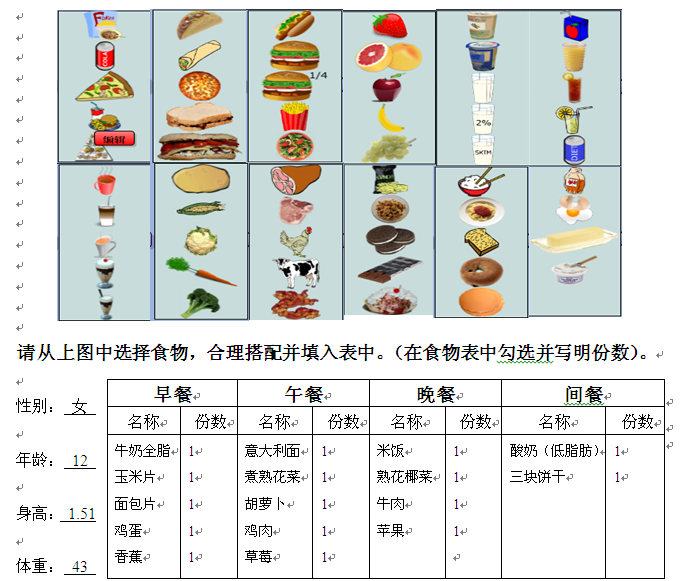 COLA
编辑
1/4
2%
SKIM
DIET
请从上图中选择食物，合理搭配并填入表中。（在食物表中勾选并写明份数）。
性别： 女
年龄： 12
身高： 1.51
体重： 43
早餐 午餐 晚餐 间餐
名称 份数 名称 份数 名称 份数 名称 份数
牛奶全脂 1 意大利面 1 米饭 1 酸奶（低脂肪） 1
玉米片 1 煮熟花菜 1 熟花椰菜 1 三块饼干 1
面包片 1 胡萝卜 1 牛肉 1
鸡蛋 1 鸡肉 1 苹果 1
香蕉 1 草莓 1